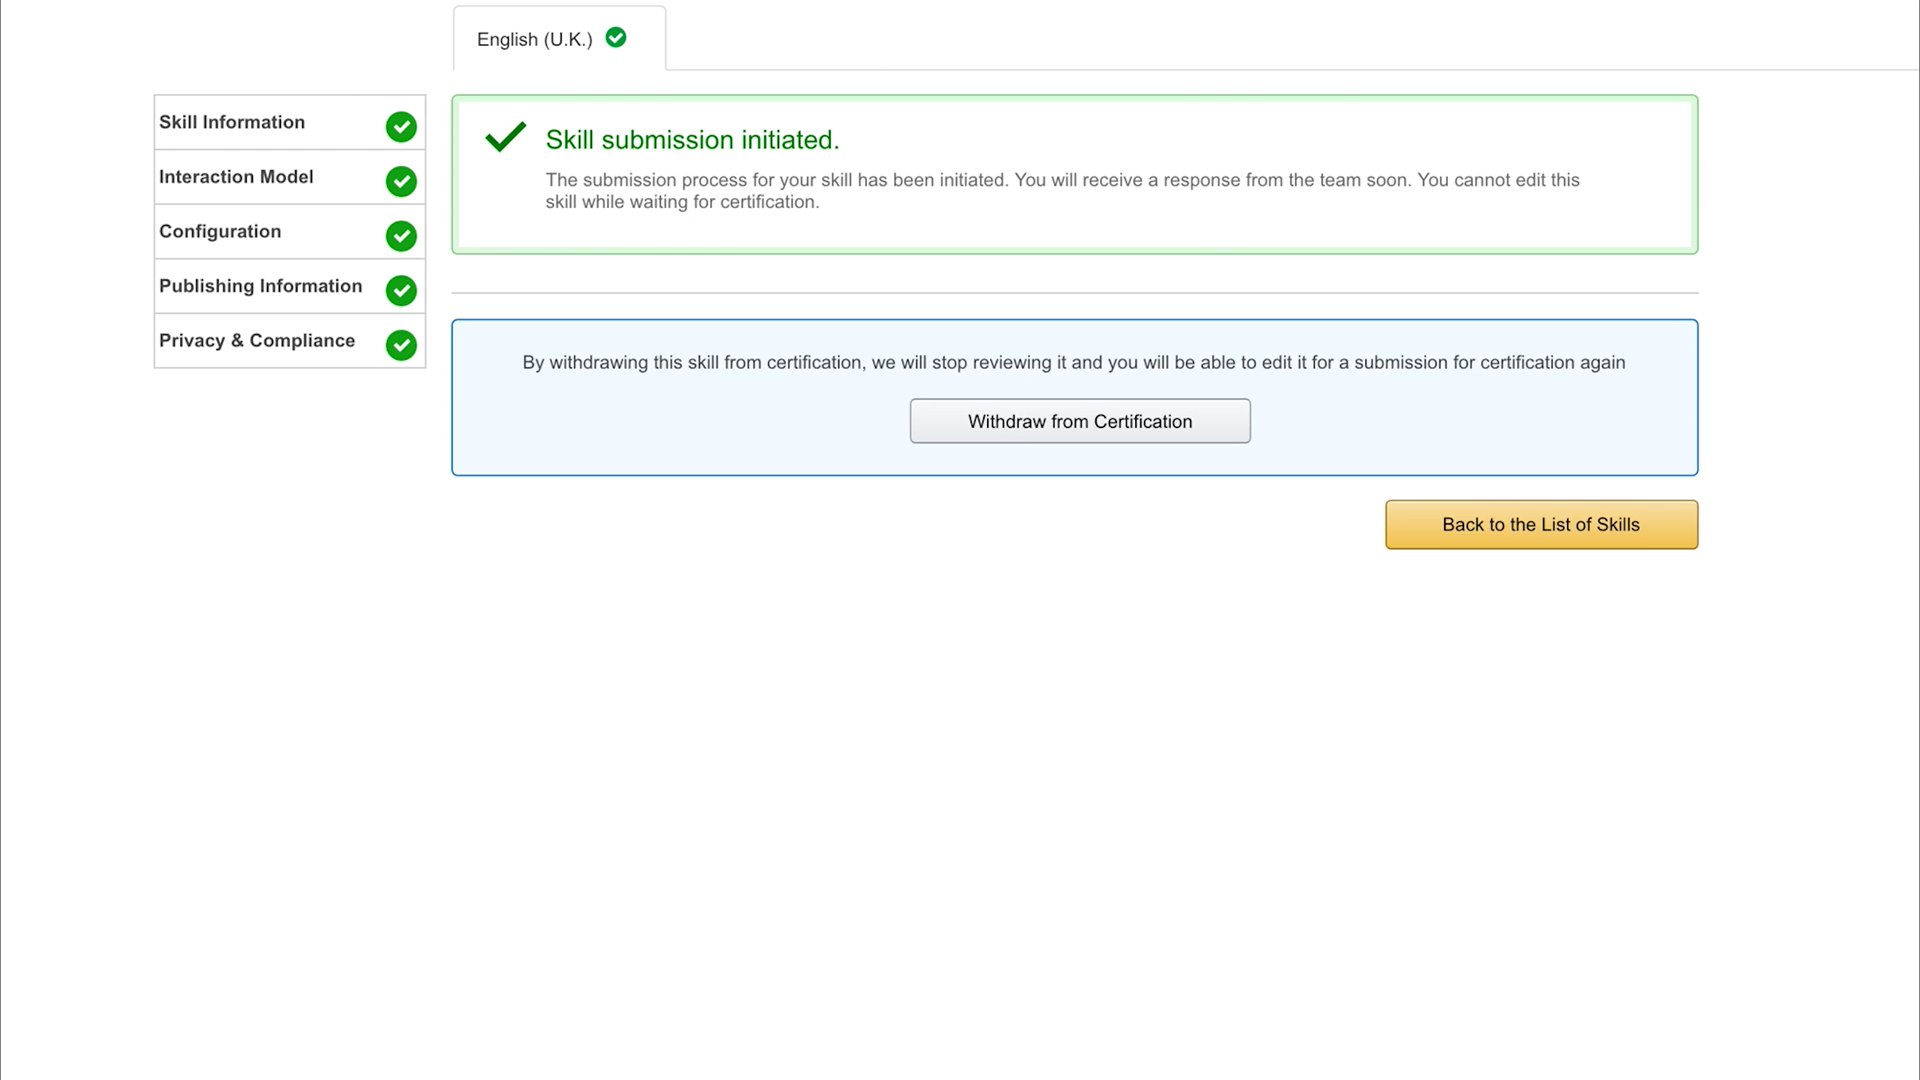 English (U.K.)
Skill Information
Interaction Model
Configuration
Publishing Information
Privacy & Compliance
Skill submission initiated.
The submission process for your skill has been initiated. You will receive a response from the team soon. You cannot edit this
skill while waiting for certification.
By withdrawing this skill from certification, we will stop reviewing it and you will be able to edit it for a submission for certification again
Withdraw from Certification
Back to the List of Skills